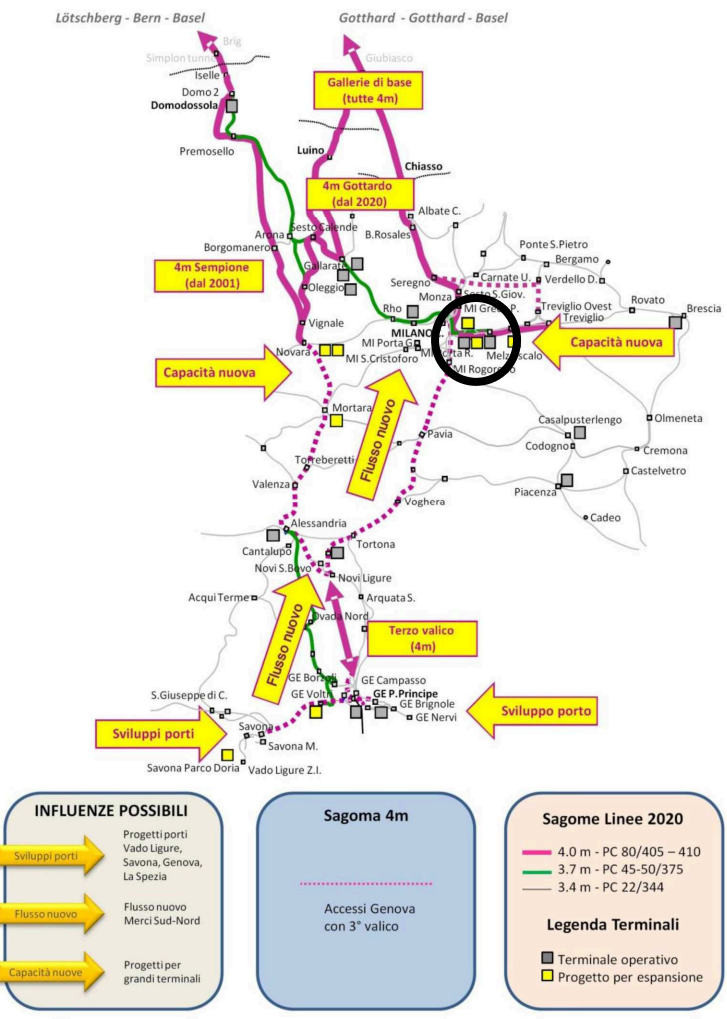 Lötschberg - Bern - Basel
Gotthard - Gotthard - Basel
Brig
Simplon tunne
Giubiasco
Iselle
Domo 2
Domodossola
Gallerie di base
(tutte 4m)
Premosello
Luino
Chiasso
4m Gottardo
(dal 2020)
Albate C.
B.Rosales
Arona
Sesto Calende
Borgomanero
Ponte S.Pietro
Bergamo
4m Sempione
(dal 2001)
Gallarate
Oleggio
Seregno
Carnate U.
Verdello D.
Monza
Sesto S.Giov.
Rho
MI Greco P.
Treviglio Ovest
Treviglio
Rovato
Brescia
Vignale
MILANO
MI Porta G.
Novara
MI S.Cristoforo
MI Rogoredo
Capacità nuova
Capacità nuova
Mortara
Flusso nuovo
Pavia
Casalpusterlengo
Olmeneta
Codogno
Cremona
Torreberetti
Castelvetro
Valenza
Piacenza
Voghera
Cadeo
Alessandria
Cantalupo
Tortona
Novi S.Bovo
Novi Ligure
Acqui Terme
Arquata S.
Flusso nuovo
Ovada Nord
Terzo valico
(4m)
GE Borzoli
GE Campasso
GE Voltri
GE P.Principe
S.Giuseppe di C.
GE Brignole
GE Nervi
Sviluppo porto
Sviluppi porti
Savona
Savona M.
Savona Parco Doria
Vado Ligure Z.I.
INFLUENZE POSSIBILI
Sviluppi porti
Progetti porti
Vado Ligure,
Savona, Genova,
La Spezia
Flusso nuovo
Flusso nuovo
Merci Sud-Nord
Capacità nuove
Progetti per
grandi terminali
Sagoma 4m
Accessi Genova
con 3° valico
Sagome Linee 2020
4.0 m - PC 80/405 – 410
3.7 m - PC 45-50/375
3.4 m - PC 22/344
Legenda Terminali
Terminale operativo
Progetto per espansione